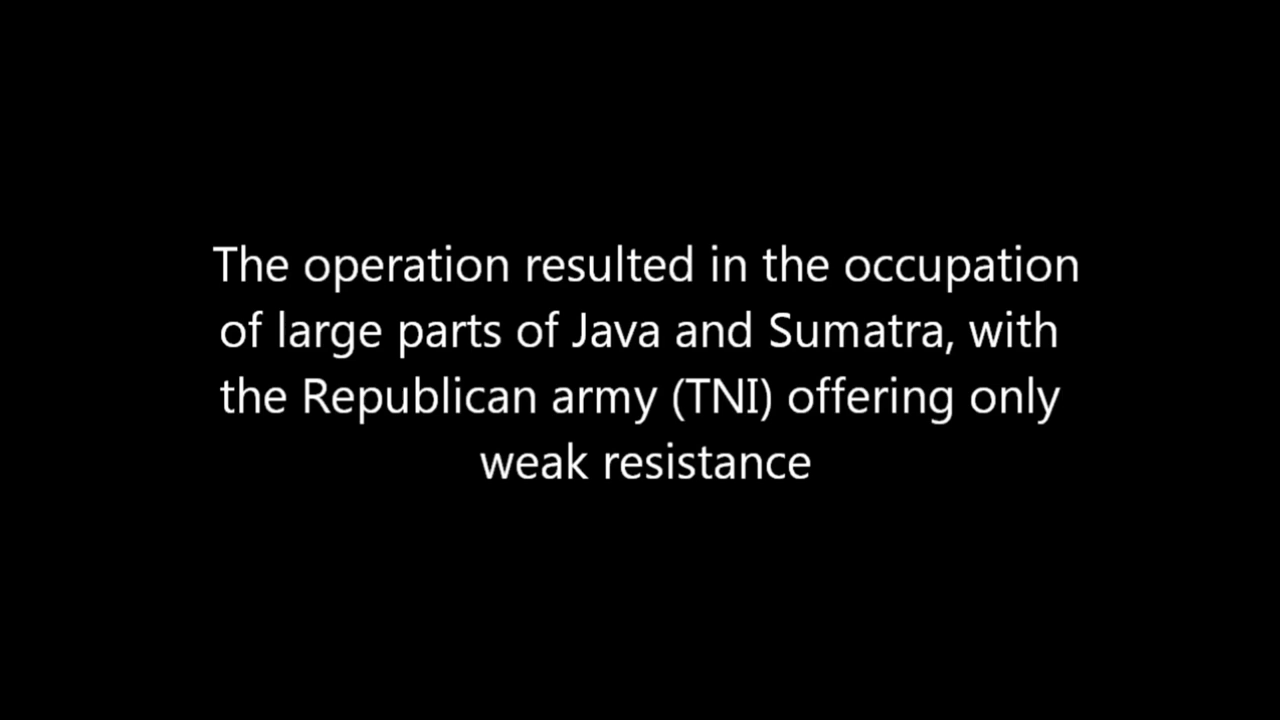 The operation resulted in the occupation
of large parts of Java and Sumatra, with
the Republican army (TNI) offering only
weak resistance